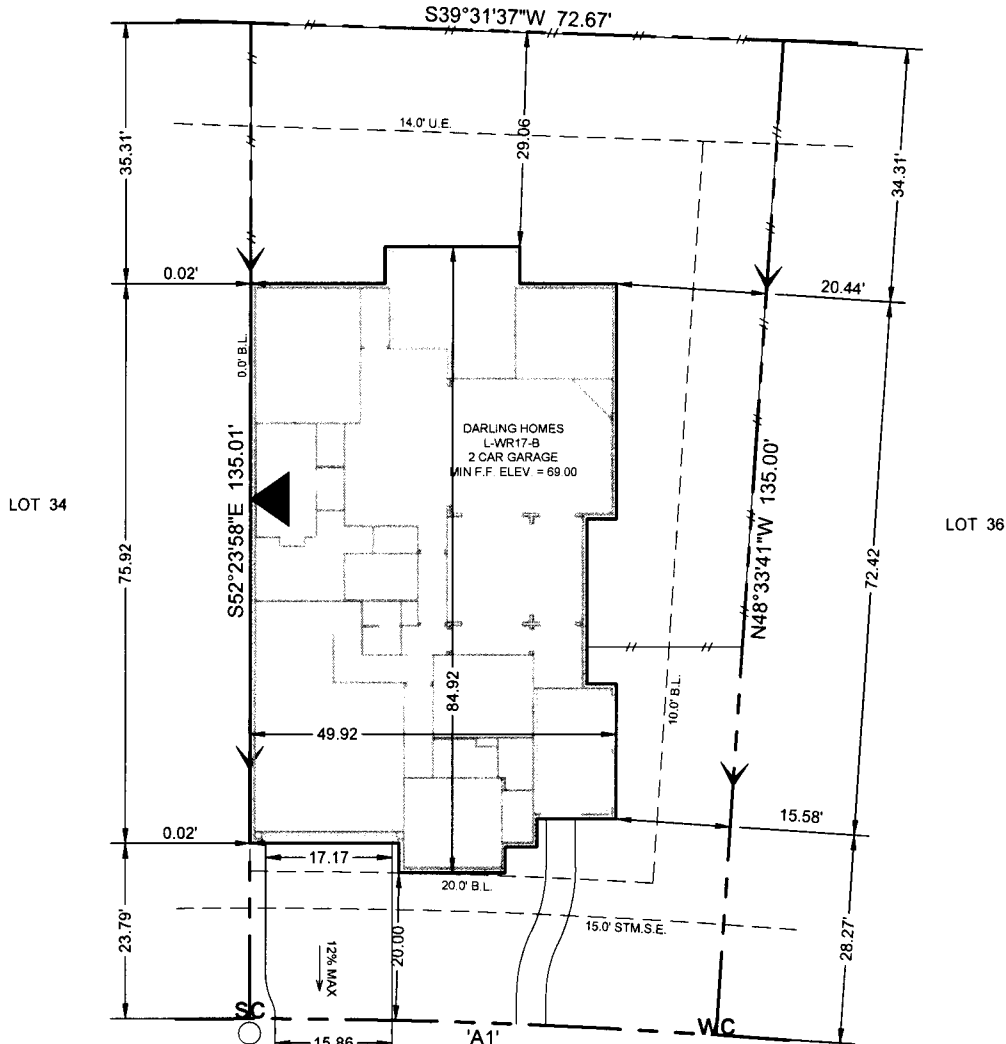 S39°31'37"W 72.67'
14.0' U.E.
29.06
35.31'
34.31'
0.02'
20.44'
0.0' B.L.
DARLING HOMES
L-WR17-B
2 CAR GARAGE
MIN F.F. ELEV. = 69.00
LOT 34
S52°23'58"E 135.01'
N48°33'41"W 135.00'
LOT 36
75.92
72.42
84.92
10.0' B.L.
49.92
0.02'
15.58'
17.17
20.0' B.L.
15.0' STM.S.E.
23.79'
12% MAX
20.00
28.27'
SC
'A1'
WC
15.86